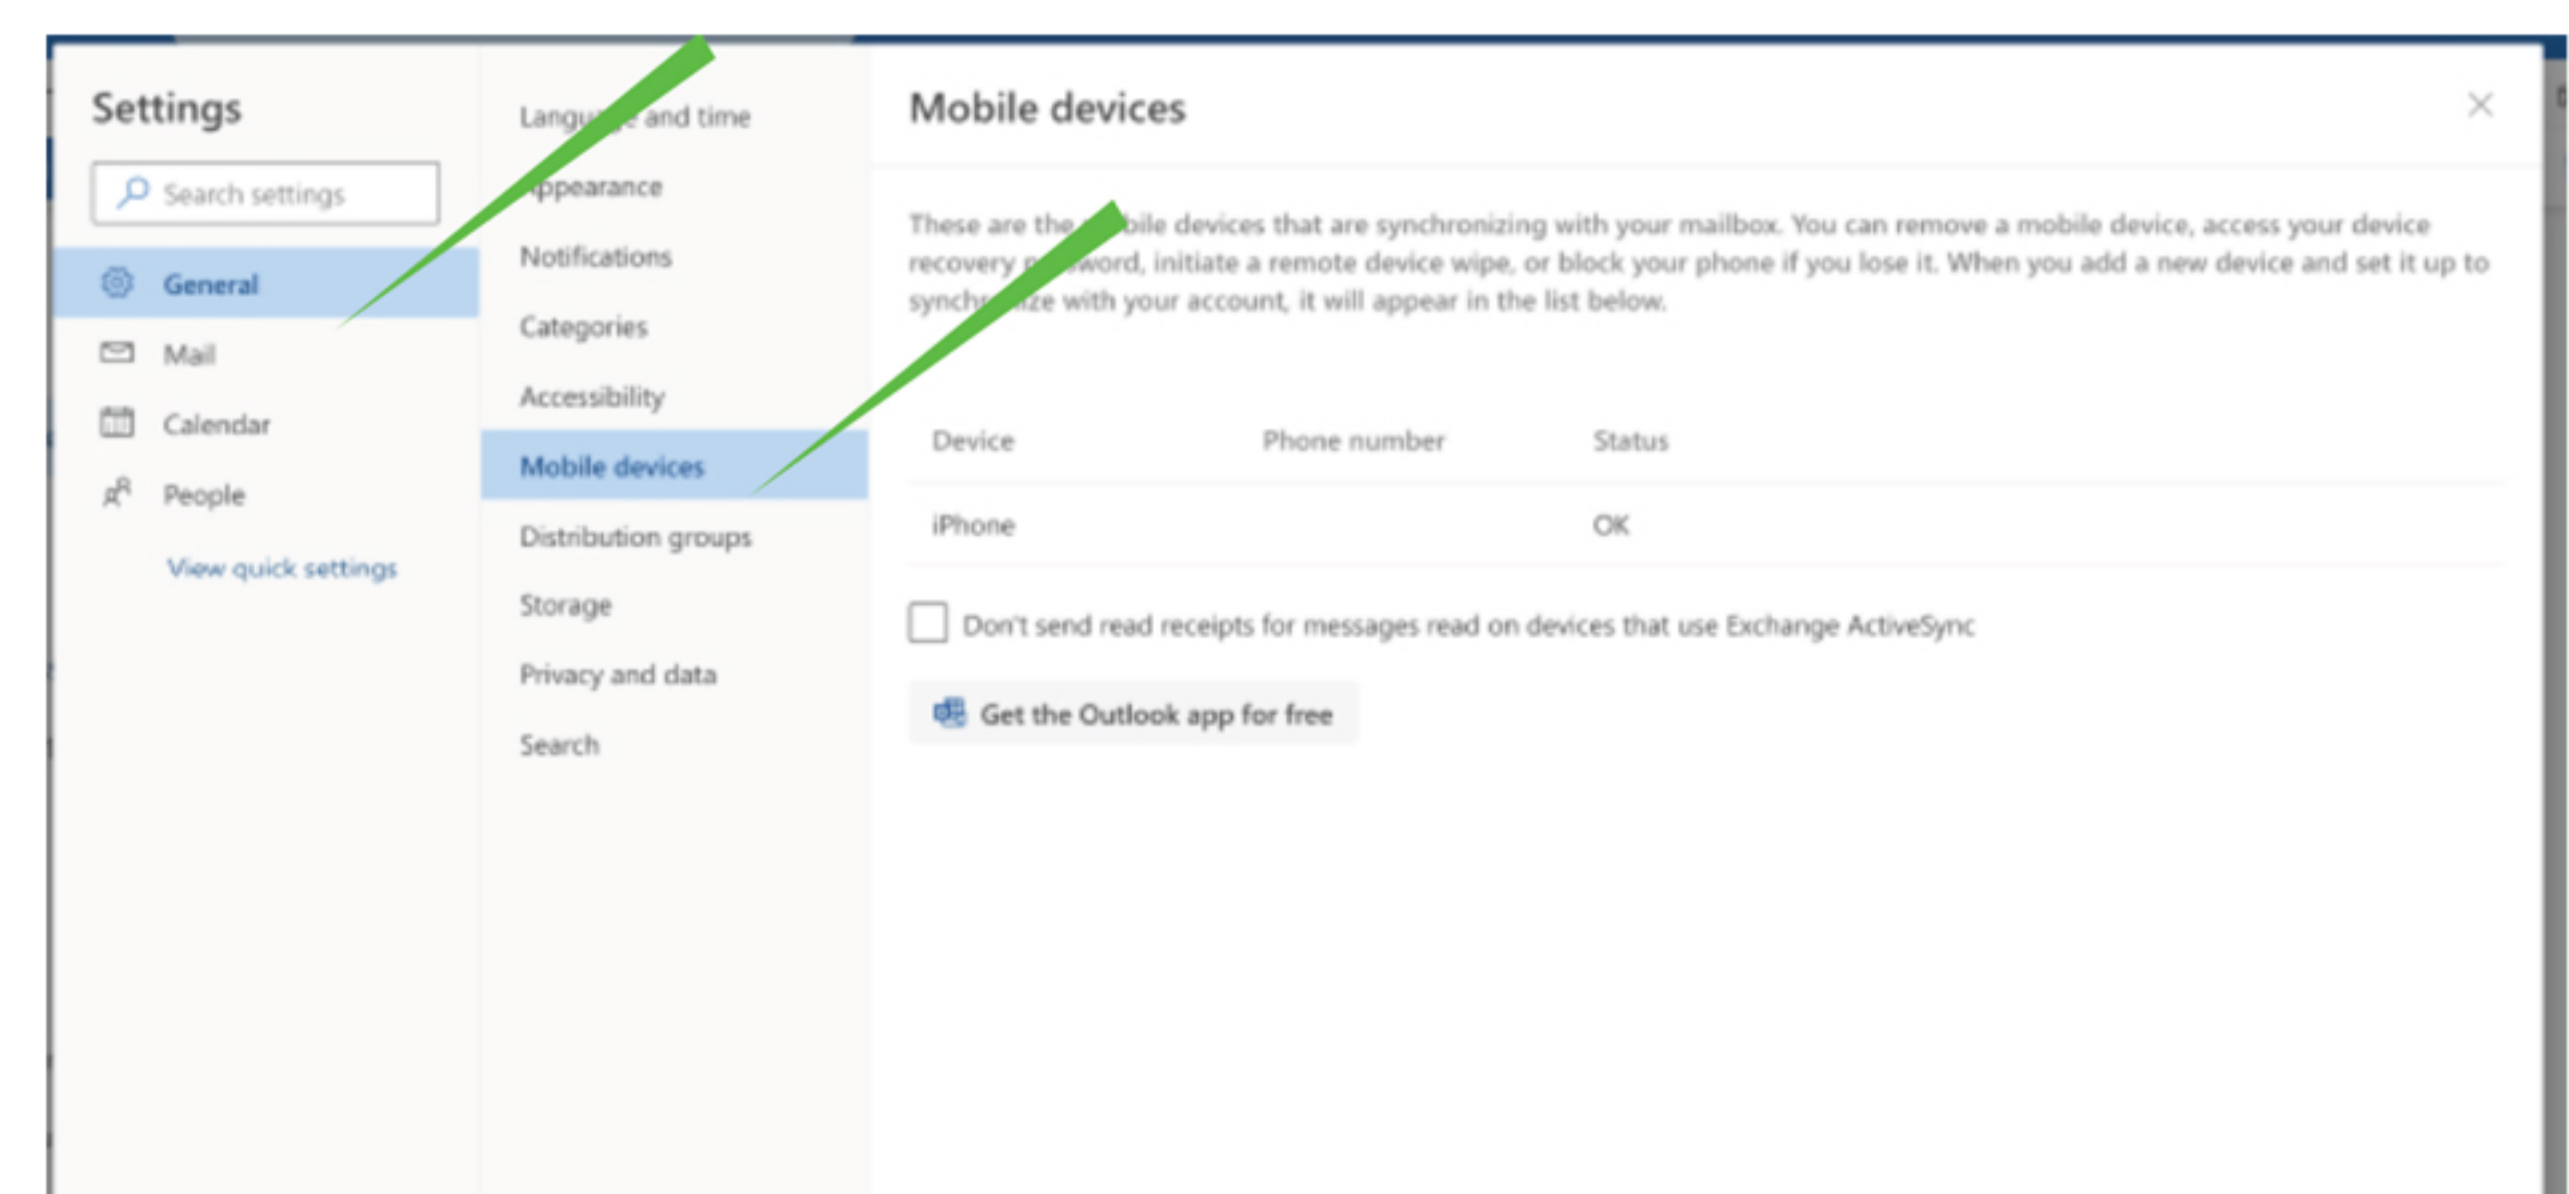 Settings
Search settings
General
Mail
Calendar
People
View quick settings
and time
Notifications
Categories
Accessibility
Mobile devices
Distribution groups
Storage
Privacy and data
Search
Mobile devices
These are the devices that are synchronizing with your mailbox. You can remove a mobile device, access your device
recovery initiate a remote device wipe, or block your phone if you lose it. When you add a new device and set it up to
with your account, it will appear in the list below.
Device Phone number Status
iPhone OK
Don't send read receipts for messages read on devices that use Exchange ActiveSync
Get the Outlook app for free